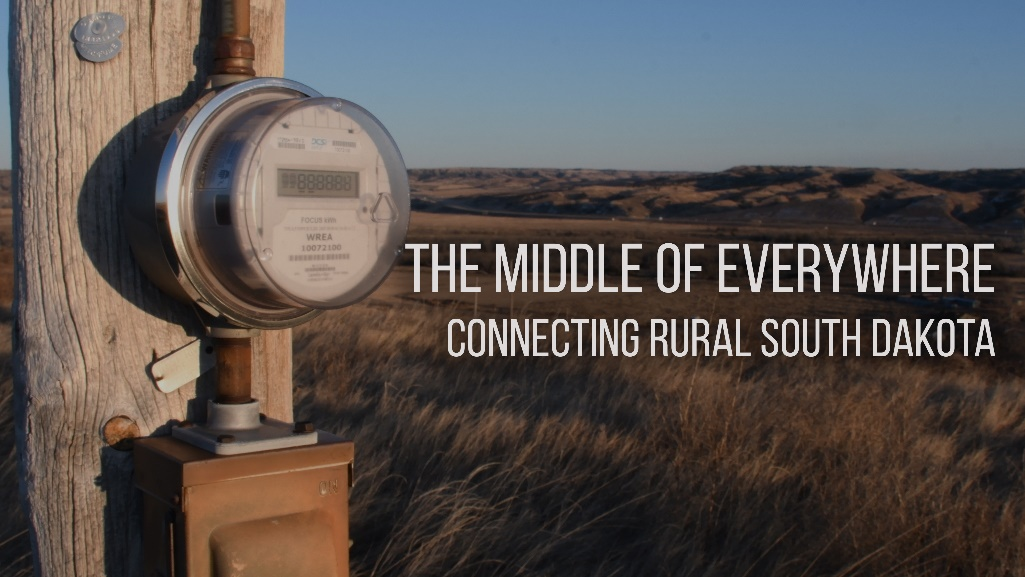 FOCUS AXR
WREA
10072100
THE MIDDLE OF EVERYWHERE
CONNECTING RURAL SOUTH DAKOTA